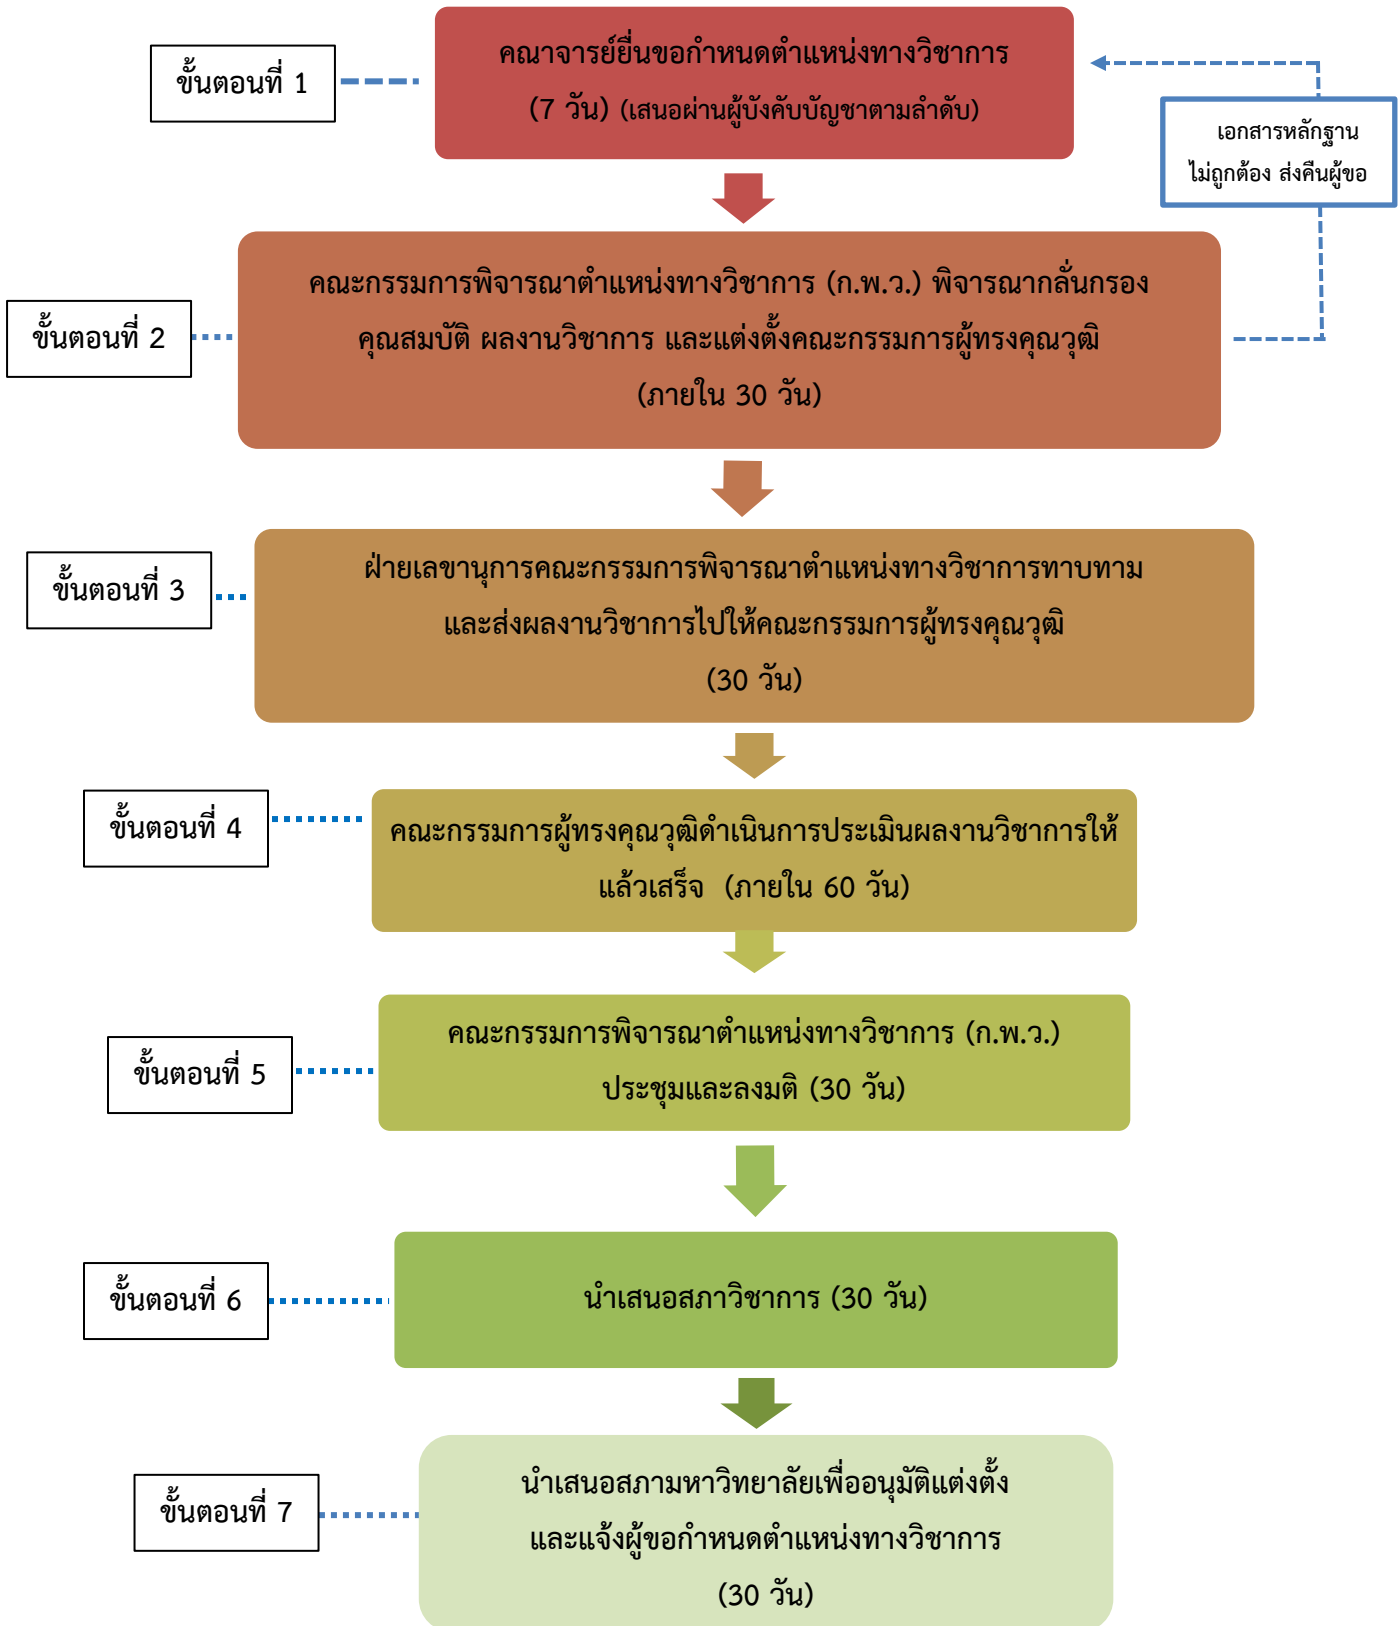 ขั้นตอนที่ 1
คณาจารย์ยื่นขอกำหนดตำแหน่งทางวิชาการ
(7 วัน) (เสนอผ่านผู้บังคับบัญชาตามลำดับ)
เอกสารหลักฐาน
ไม่ถูกต้อง ส่งคืนผู้ขอ
ขั้นตอนที่ 2
คณะกรรมการพิจารณาตำแหน่งทางวิชาการ (ก.พ.ว.) พิจารณากลั่นกรอง
คุณสมบัติ ผลงานวิชาการ และแต่งตั้งคณะกรรมการผู้ทรงคุณวุฒิ
(ภายใน 30 วัน)
ขั้นตอนที่ 3
ฝ่ายเลขานุการคณะกรรมการพิจารณาตำแหน่งทางวิชาการทาบทาม
และส่งผลงานวิชาการไปให้คณะกรรมการผู้ทรงคุณวุฒิ
(30 วัน)
ขั้นตอนที่ 4
คณะกรรมการผู้ทรงคุณวุฒิดำเนินการประเมินผลงานวิชาการให้
แล้วเสร็จ (ภายใน 60 วัน)
ขั้นตอนที่ 5
คณะกรรมการพิจารณาตำแหน่งทางวิชาการ (ก.พ.ว.)
ประชุมและลงมติ (30 วัน)
ขั้นตอนที่ 6
นำเสนอสภาวิชาการ (30 วัน)
ขั้นตอนที่ 7
นำเสนอสภามหาวิทยาลัยเพื่ออนุมัติแต่งตั้ง
และแจ้งผู้ขอกำหนดตำแหน่งทางวิชาการ
(30 วัน)